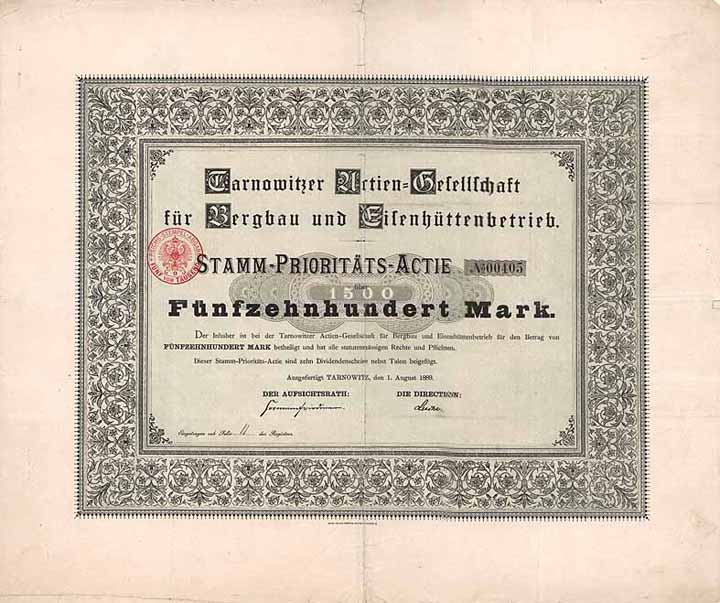 Tarnowitzer Actien-Gesellschaft
für Bergbau und Eisenhüttenbetrieb.
STAMM-PRIORITÄTS-ACTIE No 00405
über
1500
Fünfzehnhundert Mark.
Der Inhaber ist bei der Tarnowitzer Actien-Gesellschaft für Bergbau und Eisenhüttenbetrieb für den Betrag von
FÜNFZEHNHUNDERT MARK betheiligt und hat alle statutenmässigen Rechte und Pflichten.
Dieser Stamm-Prioritäts-Actie sind zehn Dividendenscheine nebst Talon beigefügt.
Ausgefertigt TARNOWITZ, den 1. August 1889.
DER AUFSICHTSRATH: DIE DIRECTION:
Eingetragen sub Folio des Registers.